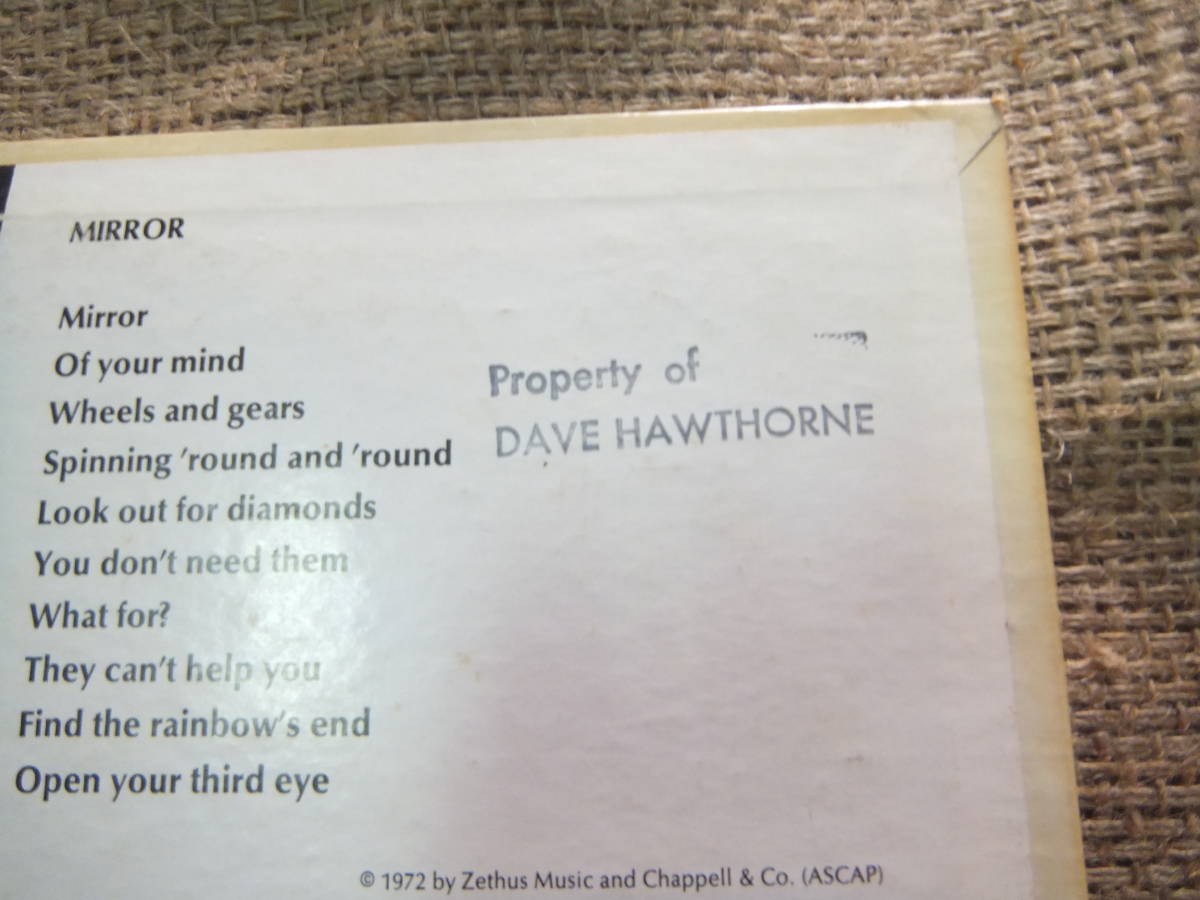 MIRROR
Mirror
Of your mind
Wheels and gears
Spinning 'round and 'round
Look out for diamonds
You don't need them
What for?
They can't help you
Find the rainbow's end
Open your third eye
Property of
DAVE HAWTHORNE
© 1972 by Zethus Music and Chappell & Co. (ASCAP)